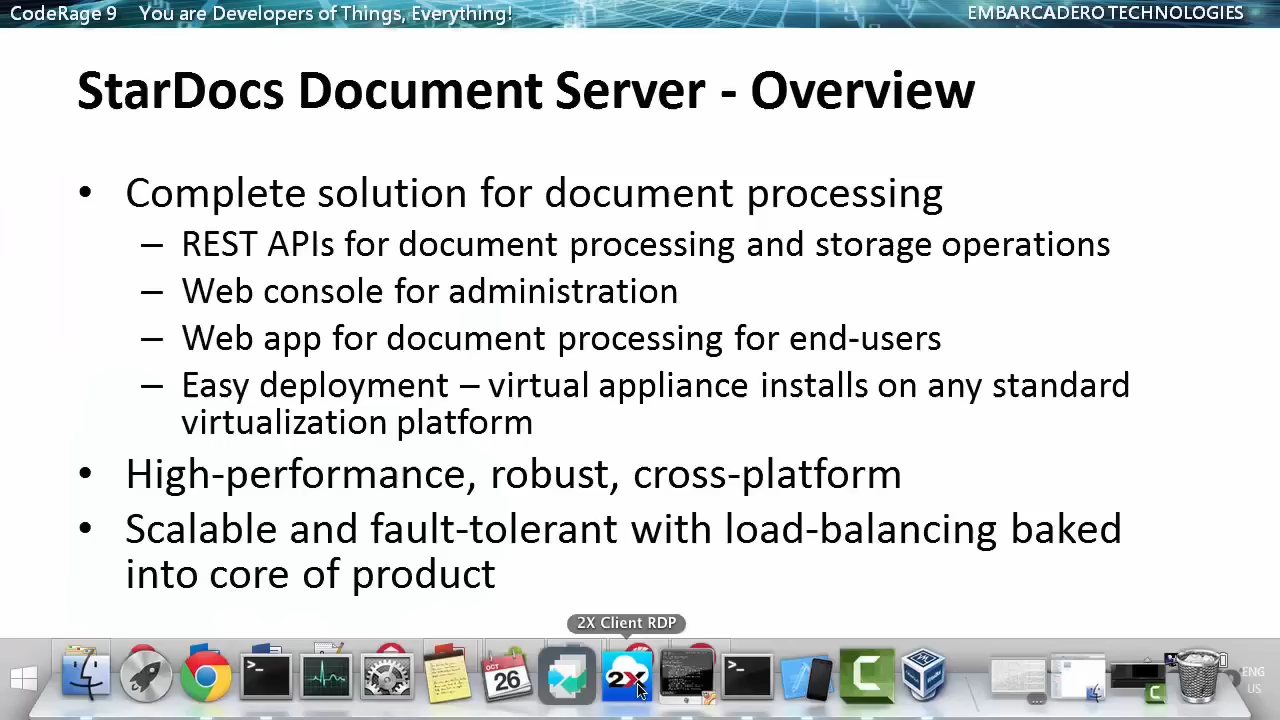 CodeRage 9 You are Developers of Things, Everything!
EMBARCADERO TECHNOLOGIES
StarDocs Document Server - Overview
• Complete solution for document processing
– REST APIs for document processing and storage operations
– Web console for administration
– Web app for document processing for end-users
– Easy deployment – virtual appliance installs on any standard
virtualization platform
• High-performance, robust, cross-platform
• Scalable and fault-tolerant with load-balancing baked
into core of product
2X Client RDP
OCT
26
2X
ENG
US